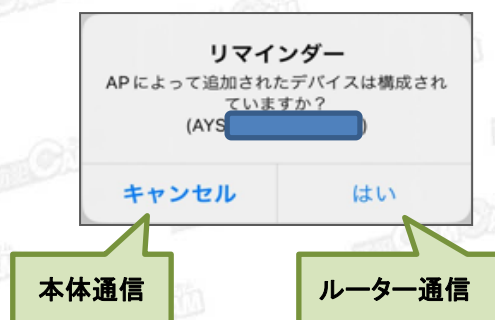 リマインダー
APによって追加されたデバイスは構成され
ていますか？
(AYS )
キャンセル はい
本体通信 ルーター通信